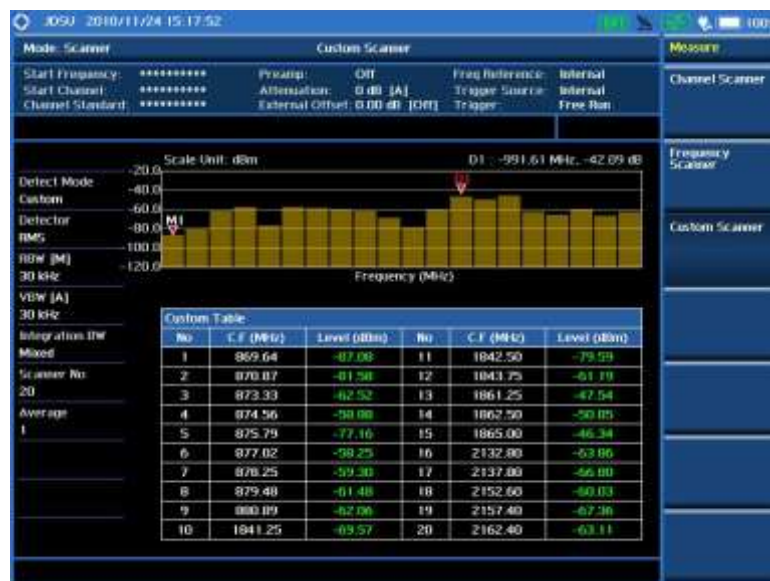 JDSU 2010/11/24 15:17:52
100
Mode: Scanner
Custom Scanner
Measure
Start Frequency: **********
Preamp: Off
Freq Reference: Internal
Start Channel: **********
Attenuation: 0 dB [A]
Trigger Source: Internal
Channel Standard: **********
External Offset: 0.00 dB [Off]
Trigger: Free Run
Channel Scanner
Frequency Scanner
Custom Scanner
Scale Unit: dBm
D1 : -991.61 MHz, -42.09 dB
-20.0
-40.0
-60.0
-80.0
-100.0
-120.0
M1
Frequency (MHz)
Detect Mode
Custom
Detector
RMS
RBW [M]
30 kHz
VBW [A]
30 kHz
Integration BW
Mixed
Scanner No
20
Average
1
Custom Table
No C.F (MHz) Level (dBm) No C.F (MHz) Level (dBm)
1 869.64 -87.08 11 1842.50 -79.59
2 870.87 -81.58 12 1843.75 -61.19
3 873.33 -62.52 13 1861.25 -47.54
4 874.56 14 1862.50 -50.05
5 875.79 -77.16 15 1865.00 -46.34
6 877.02 -58.25 16 2132.80 -63.86
7 878.25 -59.30 17 2137.80 -66.80
8 879.48 -61.48 18 2152.60 -60.03
9 880.89 -62.06 19 2157.40 -67.36
10 1841.25 -69.57 20 2162.40 -63.11